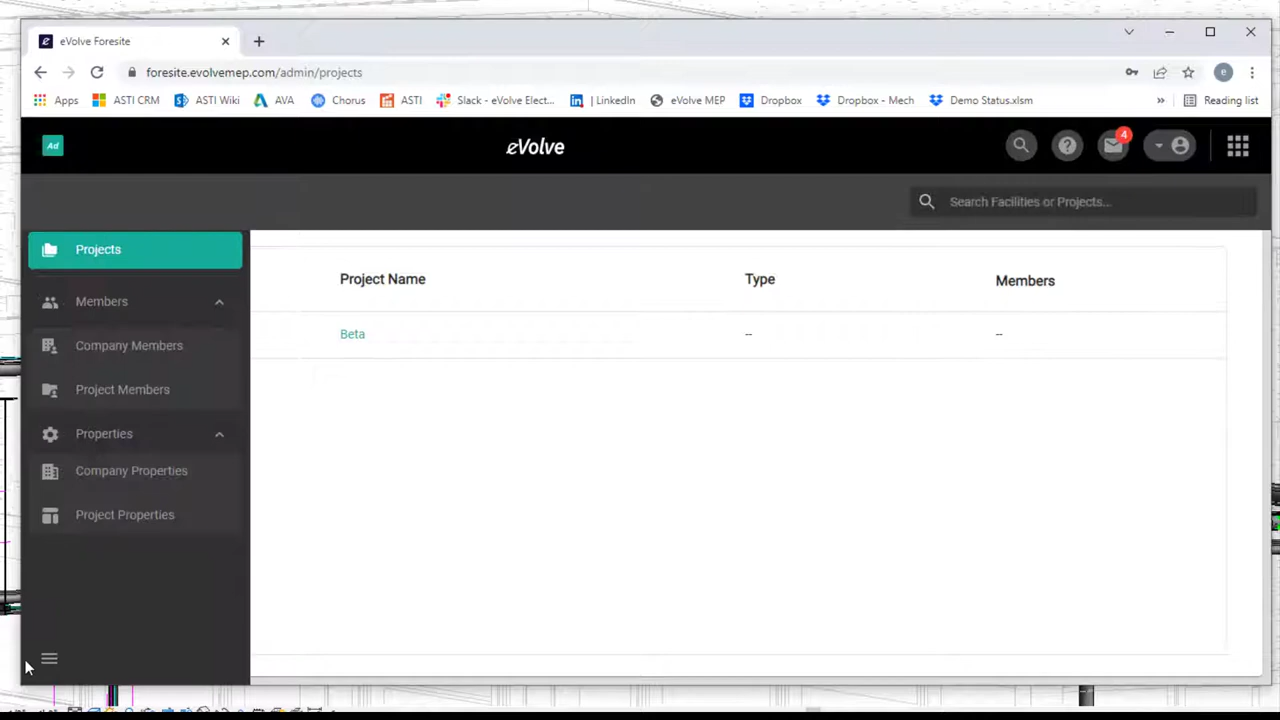 eVolve Foresite
foresite.evolvemep.com/admin/projects
Apps ASTI CRM ASTI Wiki AVA Chorus ASTI Slack - eVolve Elect... | LinkedIn eVolve MEP Dropbox Dropbox - Mech Demo Status.xlsm » Reading list
Ad eVolve 4
Search Facilities or Projects...
Projects
Project Name Type Members
Members
Beta -- --
Company Members
Project Members
Properties
Company Properties
Project Properties